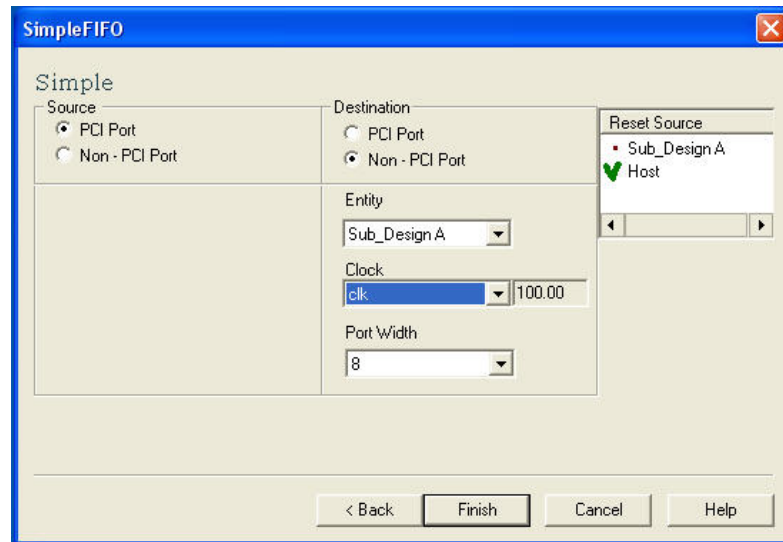 SimpleFIFO
Simple
Source
PCI Port
Non - PCI Port
Destination
PCI Port
Non - PCI Port
Entity
Sub_Design A
Clock
clk 100.00
Port Width
8
Reset Source
Sub_Design A
Host
< Back Finish Cancel Help